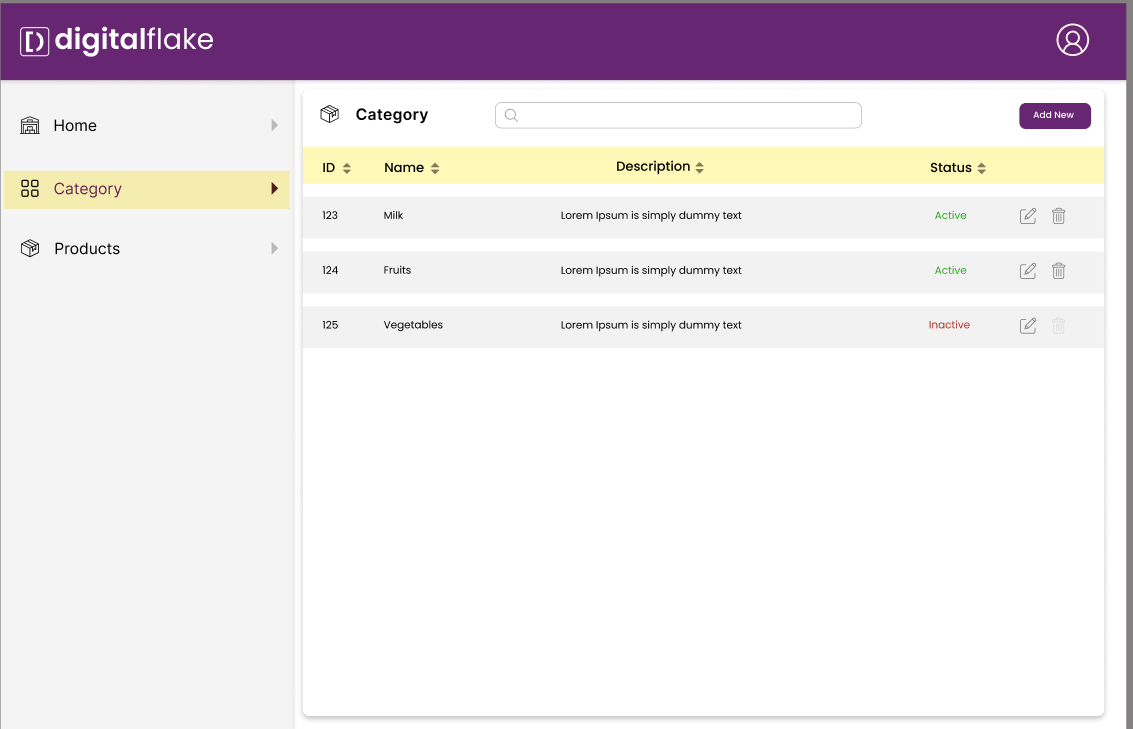 digitalflake
Home
Category
Products
Category
Add New
ID Name Description Status
123 Milk Lorem Ipsum is simply dummy text Active
124 Fruits Lorem Ipsum is simply dummy text Active
125 Vegetables Lorem Ipsum is simply dummy text Inactive